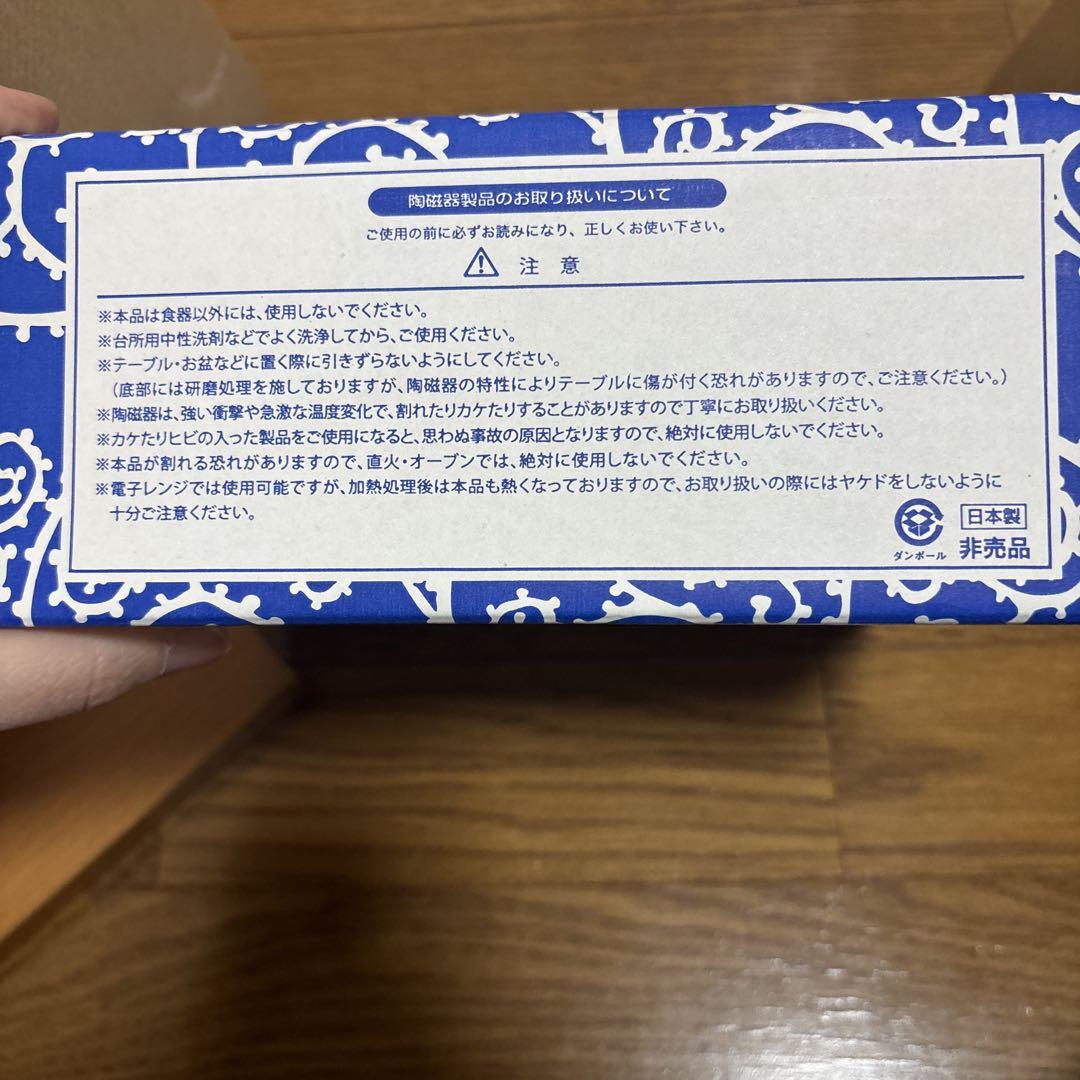 陶磁器製品のお取り扱いについて
ご使用の前に必ずお読みになり、正しくお使い下さい。
注 意
※本品は食器以外には、使用しないでください。
※台所用中性洗剤などでよく洗浄してから、ご使用ください。
※テーブル・お盆などに置く際に引きずらないようにしてください。
(底部には研磨処理を施しておりますが、陶磁器の特性によりテーブルに傷が付く恐れがありますので、ご注意ください。)
※陶磁器は、強い衝撃や急激な温度変化で、割れたりカケたりすることがありますので丁寧にお取り扱いください。
※カケたりヒビの入った製品をご使用になると、思わぬ事故の原因となりますので、絶対に使用しないでください。
※本品が割れる恐れがありますので、直火・オーブンでは、絶対に使用しないでください。
※電子レンジでは使用可能ですが、加熱処理後は本品も熱くなっておりますので、お取り扱いの際にはヤケドをしないように
十分ご注意ください。
ダンボール
日本製
非売品